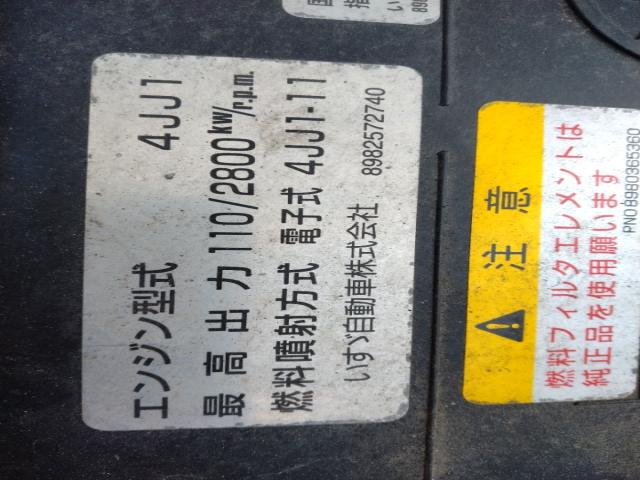 エンジン型式 4JJ1
最高出力 110/2800kW/r.p.m.
燃料噴射方式 電子式 4JJ1-11
いすゞ自動車株式会社 8982572740
注意
燃料フィルタエレメントは
純正品を使用願います
PNO8980365360